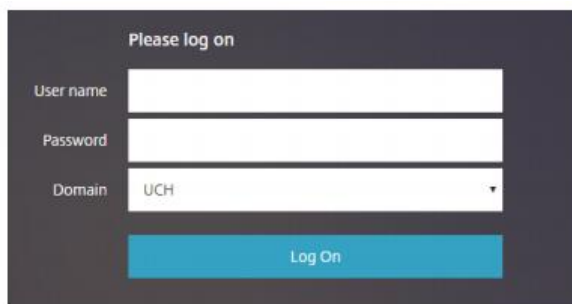 Please log on
User name
Password
Domain UCH
Log On